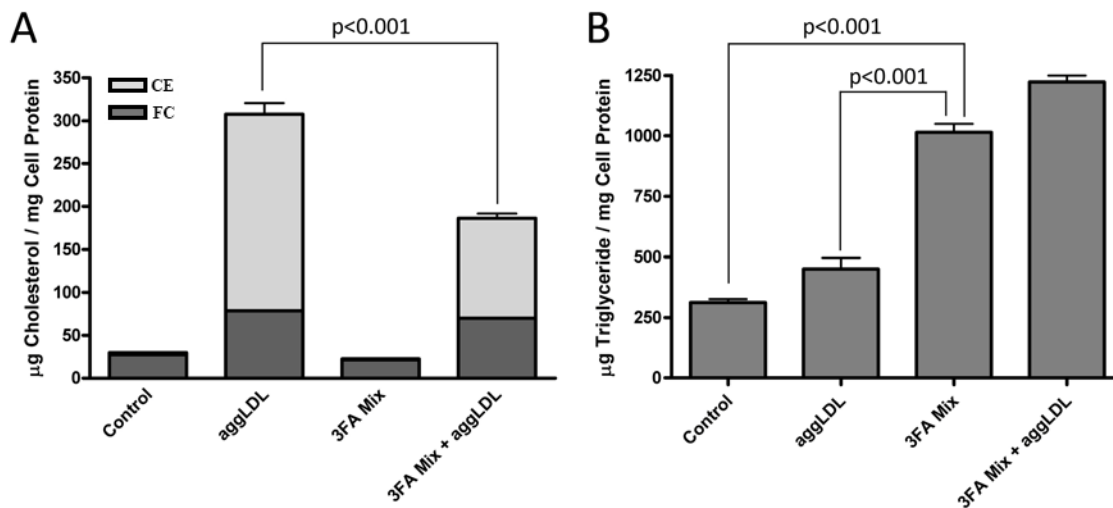 A
p<0.001
CE
FC
350
300
250
200
150
100
50
0
µg Cholesterol / mg Cell Protein
Control
aggLDL
3FA Mix
3FA Mix + aggLDL
B
p<0.001
p<0.001
1250
1000
750
500
250
0
µg Triglyceride / mg Cell Protein
Control
aggLDL
3FA Mix
3FA Mix + aggLDL